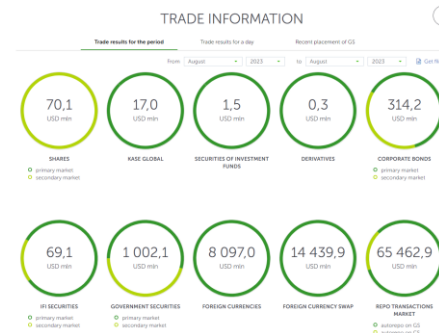 TRADE INFORMATION
Trade results for the period
Trade results for a day
Recent placement of GS
from August 2023 to August 2023 Get Re
70,1
USD mln
17,0
USD mln
1,5
USD mln
0,3
USD mln
314,2
USD mln
SHARES
KASE GLOBAL
SECURITIES OF INVESTMENT
FUNDS
DERIVATIVES
CORPORATE BONDS
primary market
secondary market
primary market
secondary market
69,1
USD mln
1 002,1
USD mln
8 097,0
USD mln
14 439,9
USD mln
65 462,9
USD mln
IFI SECURITIES
GOVERNMENT SECURITIES
FOREIGN CURRENCIES
FOREIGN CURRENCY SWAP
REPO TRANSACTIONS
MARKET
primary market
secondary market
primary market
secondary market
autorepo on GS